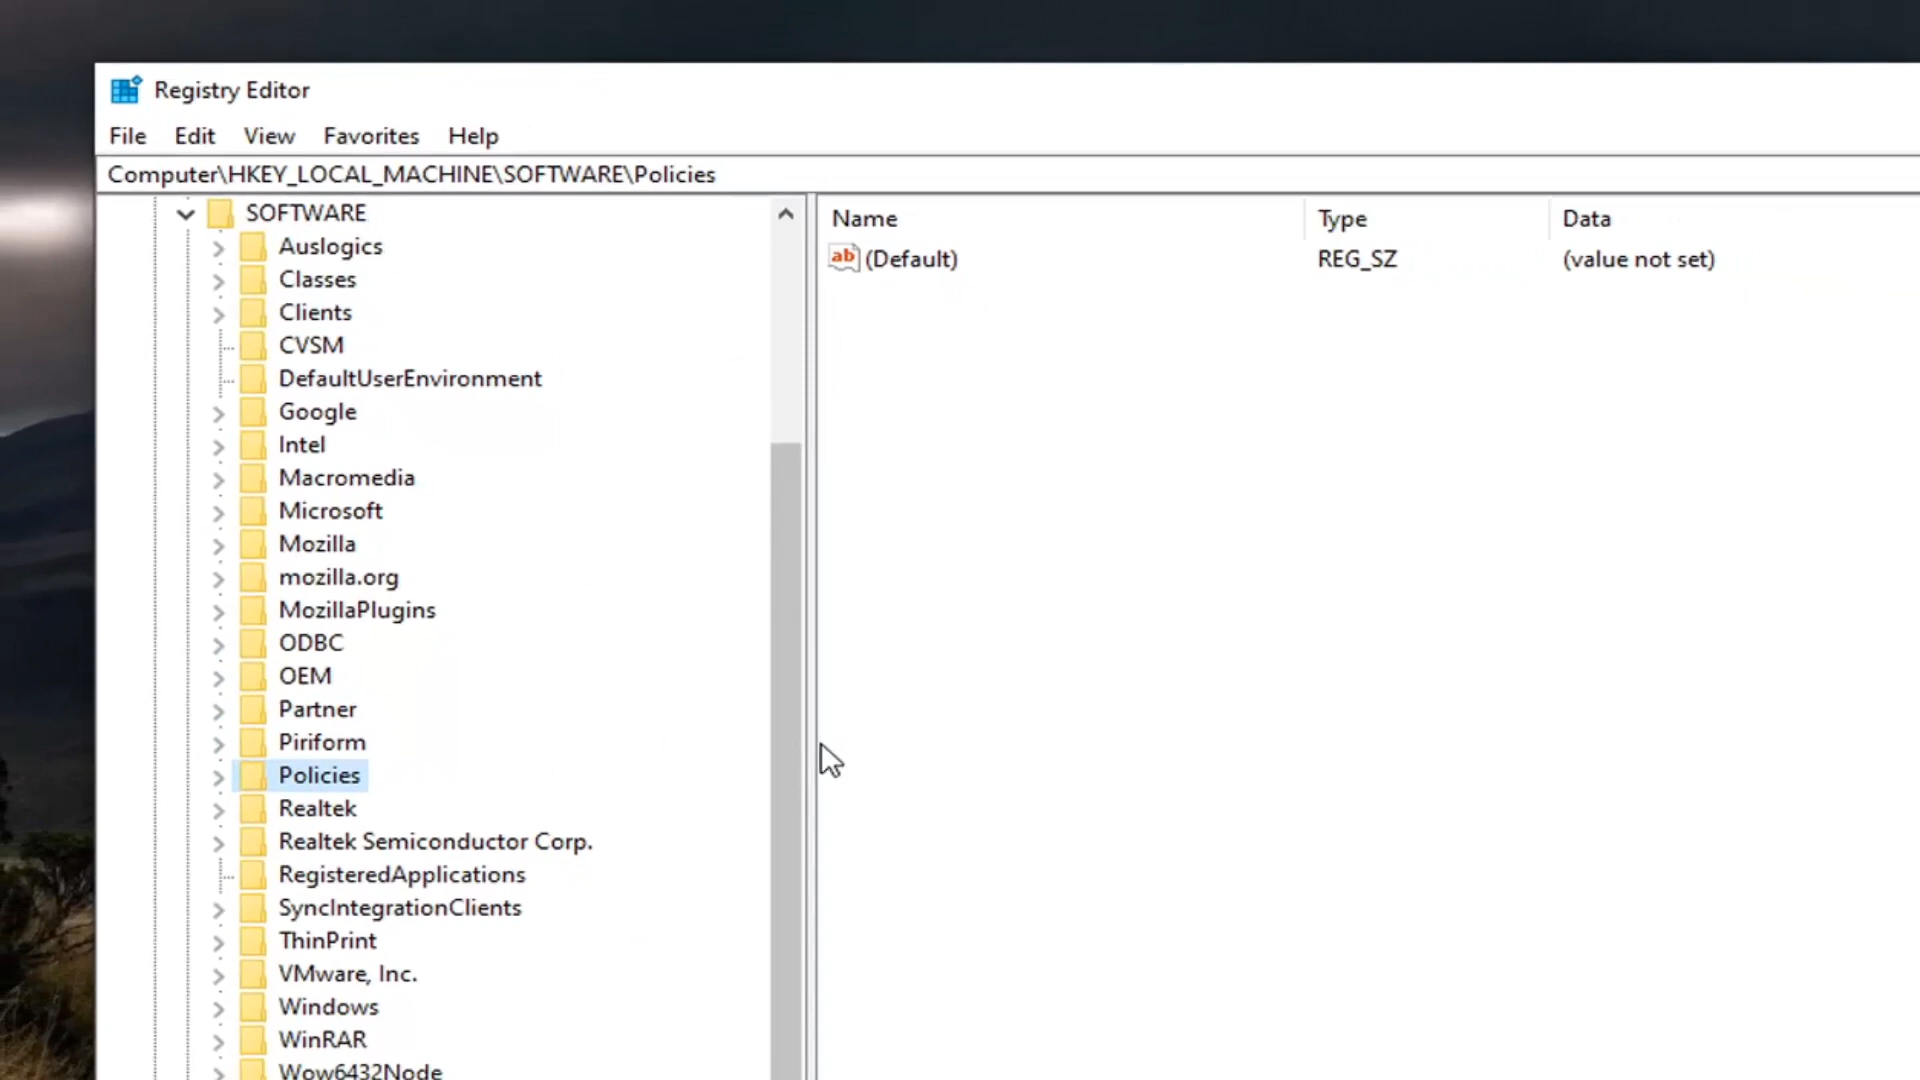 Registry Editor
File Edit View Favorites Help
Computer\HKEY_LOCAL_MACHINE\SOFTWARE\Policies
SOFTWARE
Auslogics
Classes
Clients
CVSM
DefaultUserEnvironment
Google
Intel
Macromedia
Microsoft
Mozilla
mozilla.org
MozillaPlugins
ODBC
OEM
Partner
Piriform
Policies
Realtek
Realtek Semiconductor Corp.
RegisteredApplications
SyncIntegrationClients
ThinPrint
VMware, Inc.
Windows
WinRAR
Wow6432Node
Name Type Data
ab (Default) REG_SZ (value not set)